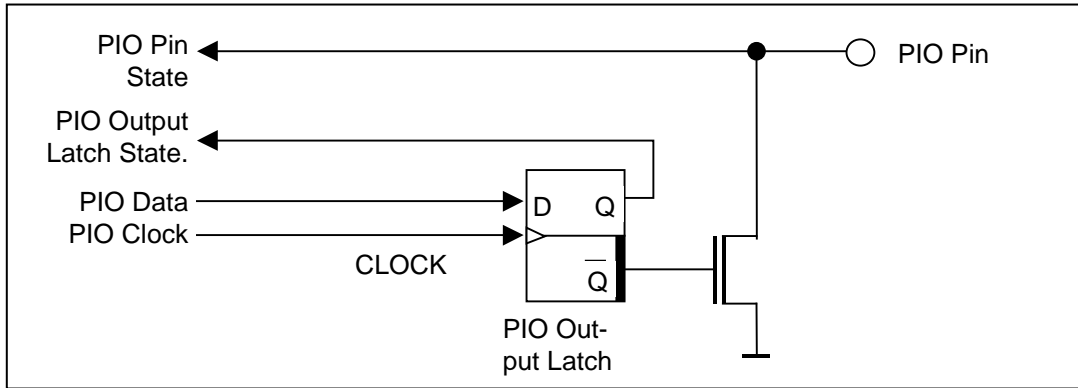 PIO Pin
State
PIO Pin
PIO Output
Latch State.
PIO Data
PIO Clock
D
Q
CLOCK
Q
PIO Out-
put Latch